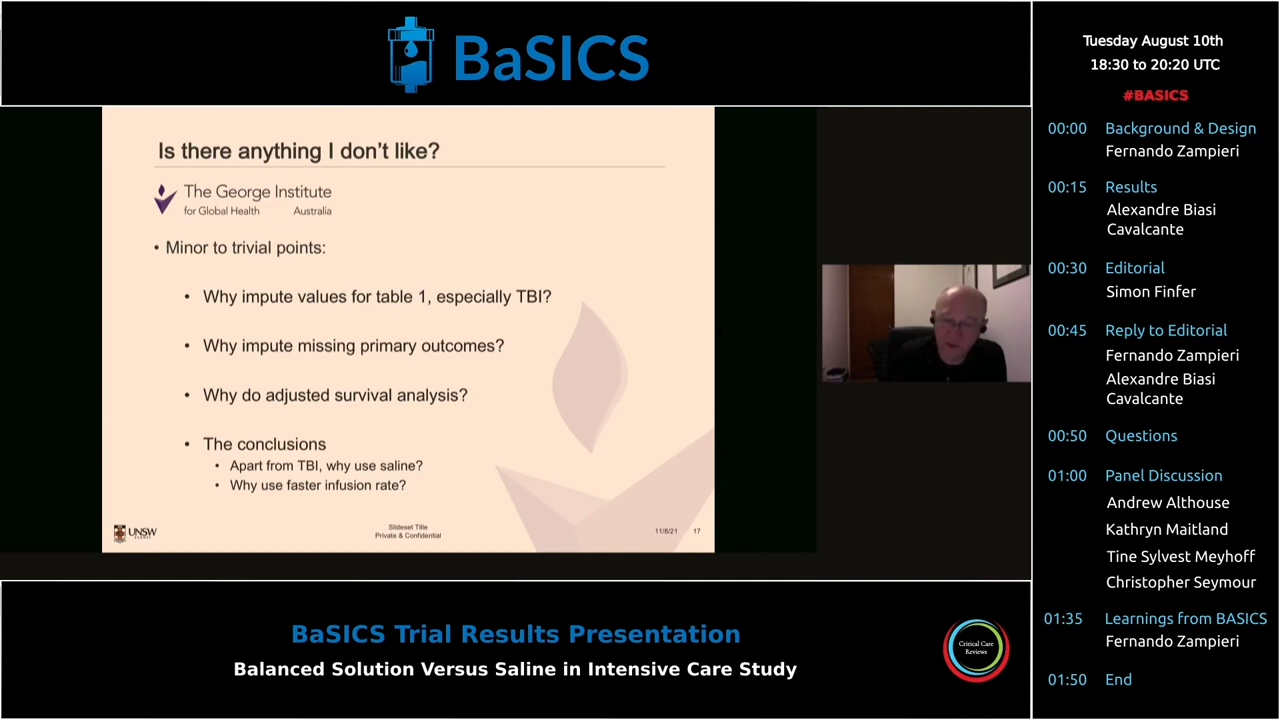 BaSICS
Is there anything I don't like?
The George Institute
for Global Health Australia
• Minor to trivial points:
• Why impute values for table 1, especially TBI?
• Why impute missing primary outcomes?
• Why do adjusted survival analysis?
• The conclusions
• Apart from TBI, why use saline?
• Why use faster infusion rate?
UNSW
SYDNEY
Slideset Title
Private & Confidential
11/8/21
17
BaSICS Trial Results Presentation
Balanced Solution Versus Saline in Intensive Care Study
Critical Care
Reviews
Tuesday August 10th
18:30 to 20:20 UTC
#BASICS
00:00 Background & Design
Fernando Zampieri
00:15 Results
Alexandre Biasi
Cavalcante
00:30 Editorial
Simon Finfer
00:45 Reply to Editorial
Fernando Zampieri
Alexandre Biasi
Cavalcante
00:50 Questions
01:00 Panel Discussion
Andrew Althouse
Kathryn Maitland
Tine Sylvest Meyhoff
Christopher Seymour
01:35 Learnings from BASICS
Fernando Zampieri
01:50 End